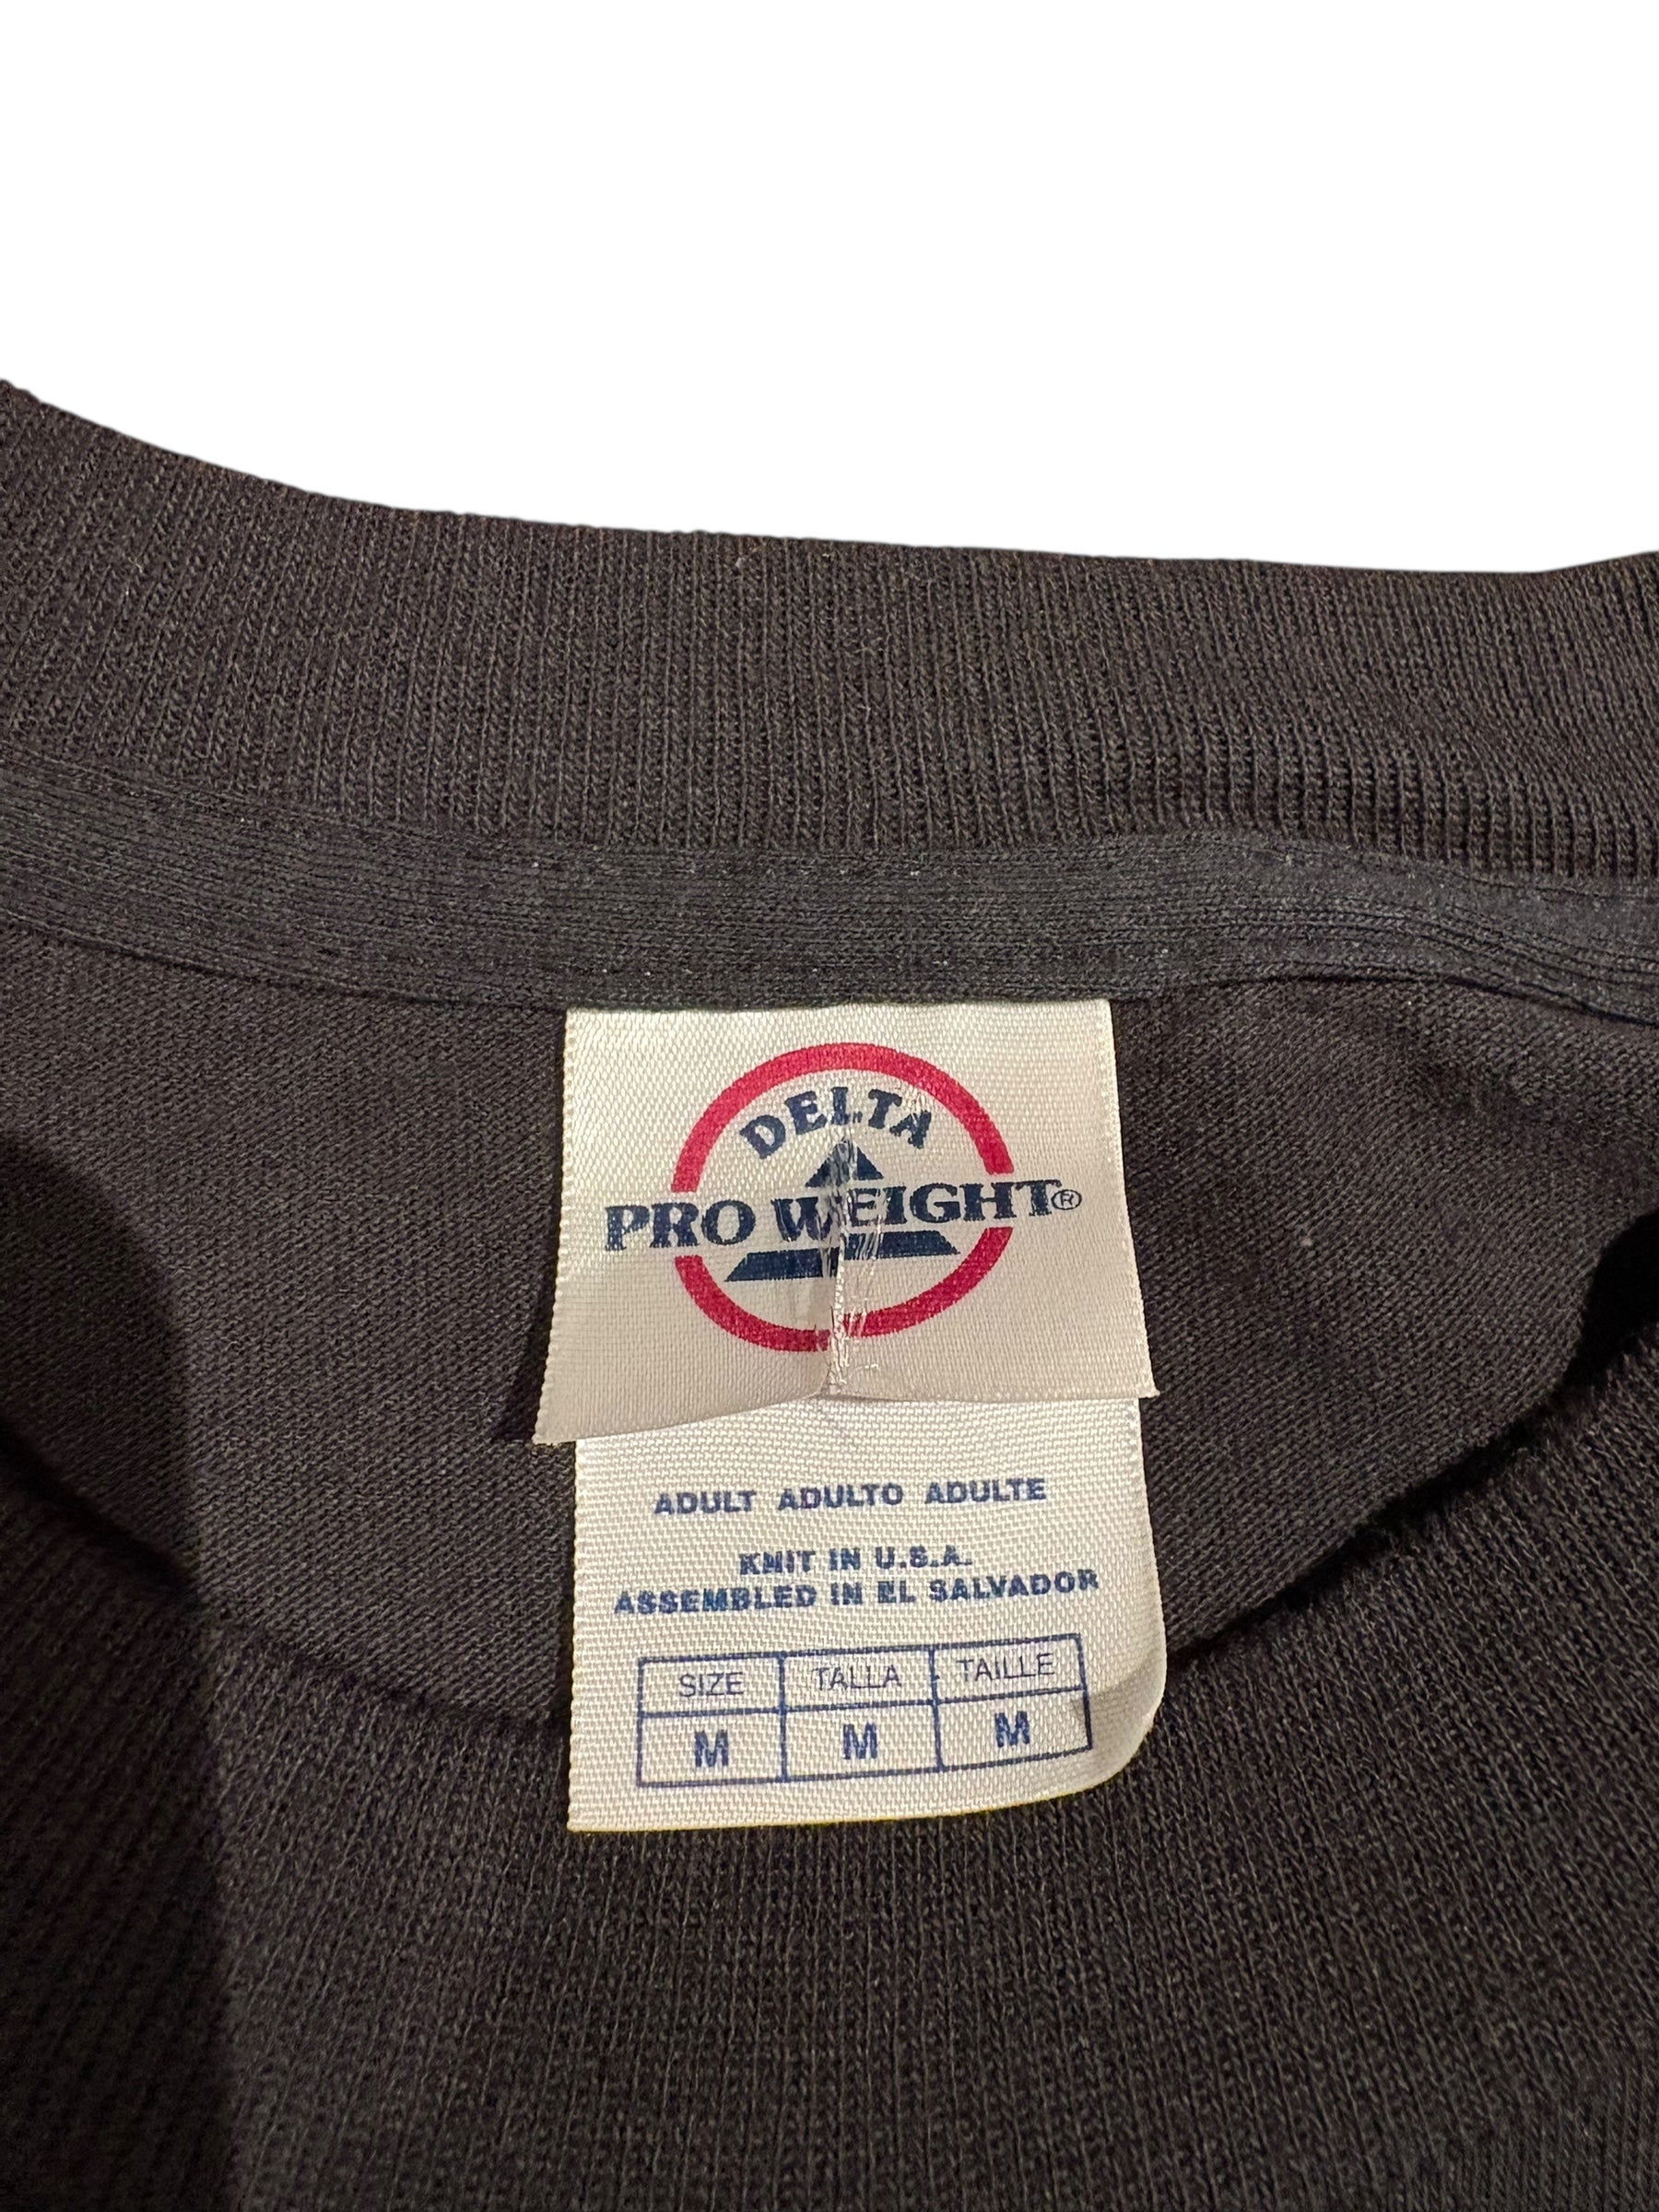 DELTA
PRO WEIGHT®
ADULT ADULTO ADULTE
KNIT IN U.S.A.
ASSEMBLED IN EL SALVADOR
SIZE TALLA TAILLE
M M M